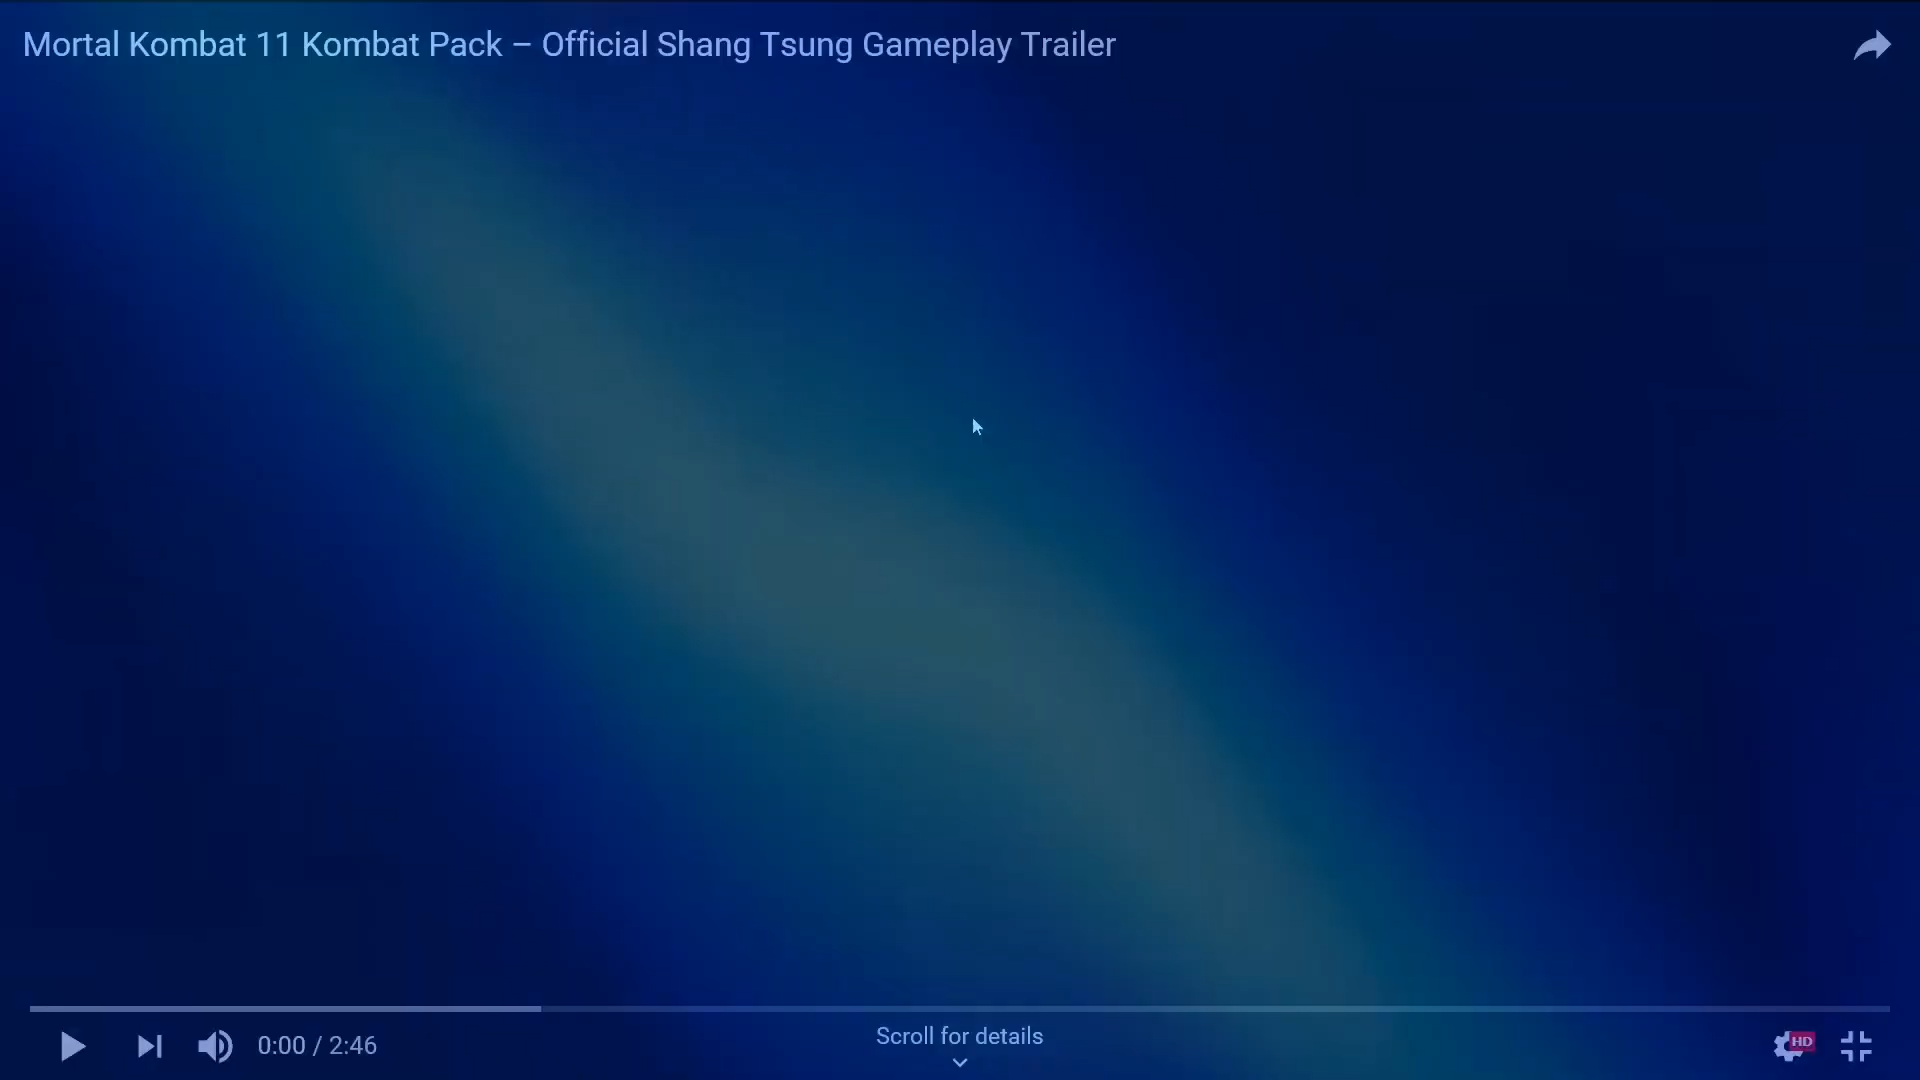 Mortal Kombat 11 Kombat Pack – Official Shang Tsung Gameplay Trailer
0:00 / 2:46
Scroll for details
HD